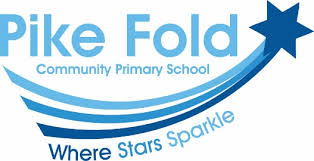 Pike Fold
Community Primary School
Where Stars Sparkle